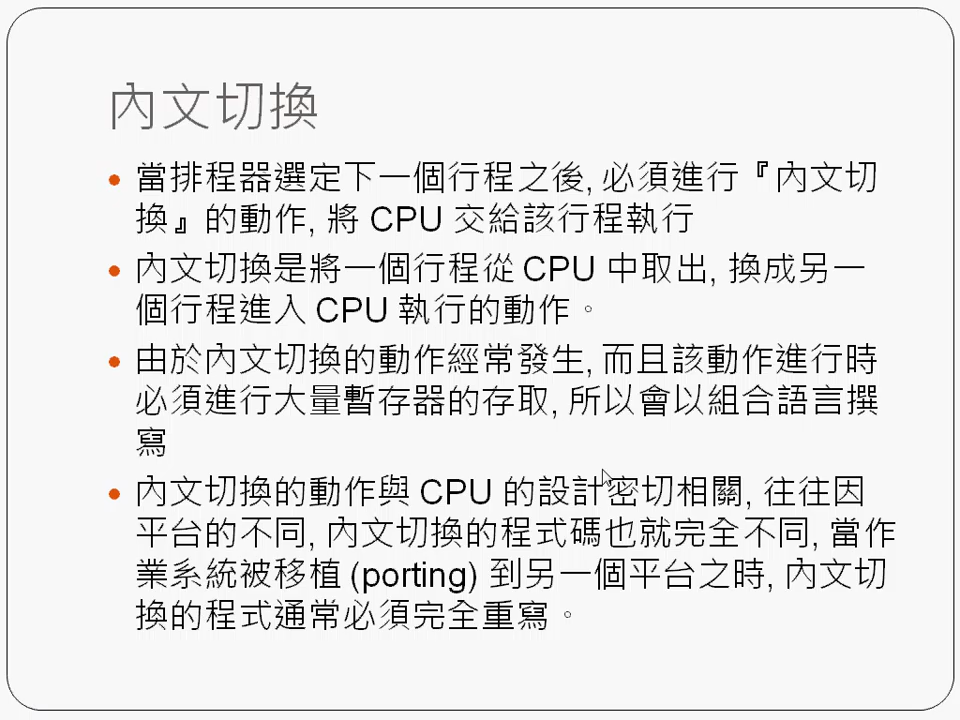 內文切換
• 當排程器選定下一個行程之後, 必須進行『內文切
換』的動作, 將 CPU 交給該行程執行
• 內文切換是將一個行程從 CPU 中取出, 換成另一
個行程進入 CPU 執行的動作。
• 由於內文切換的動作經常發生, 而且該動作進行時
必須進行大量暫存器的存取, 所以會以組合語言撰
寫
• 內文切換的動作與 CPU 的設計密切相關, 往往因
平台的不同, 內文切換的程式碼也就完全不同, 當作
業系統被移植 (porting) 到另一個平台之時, 內文切
換的程式通常必須完全重寫。